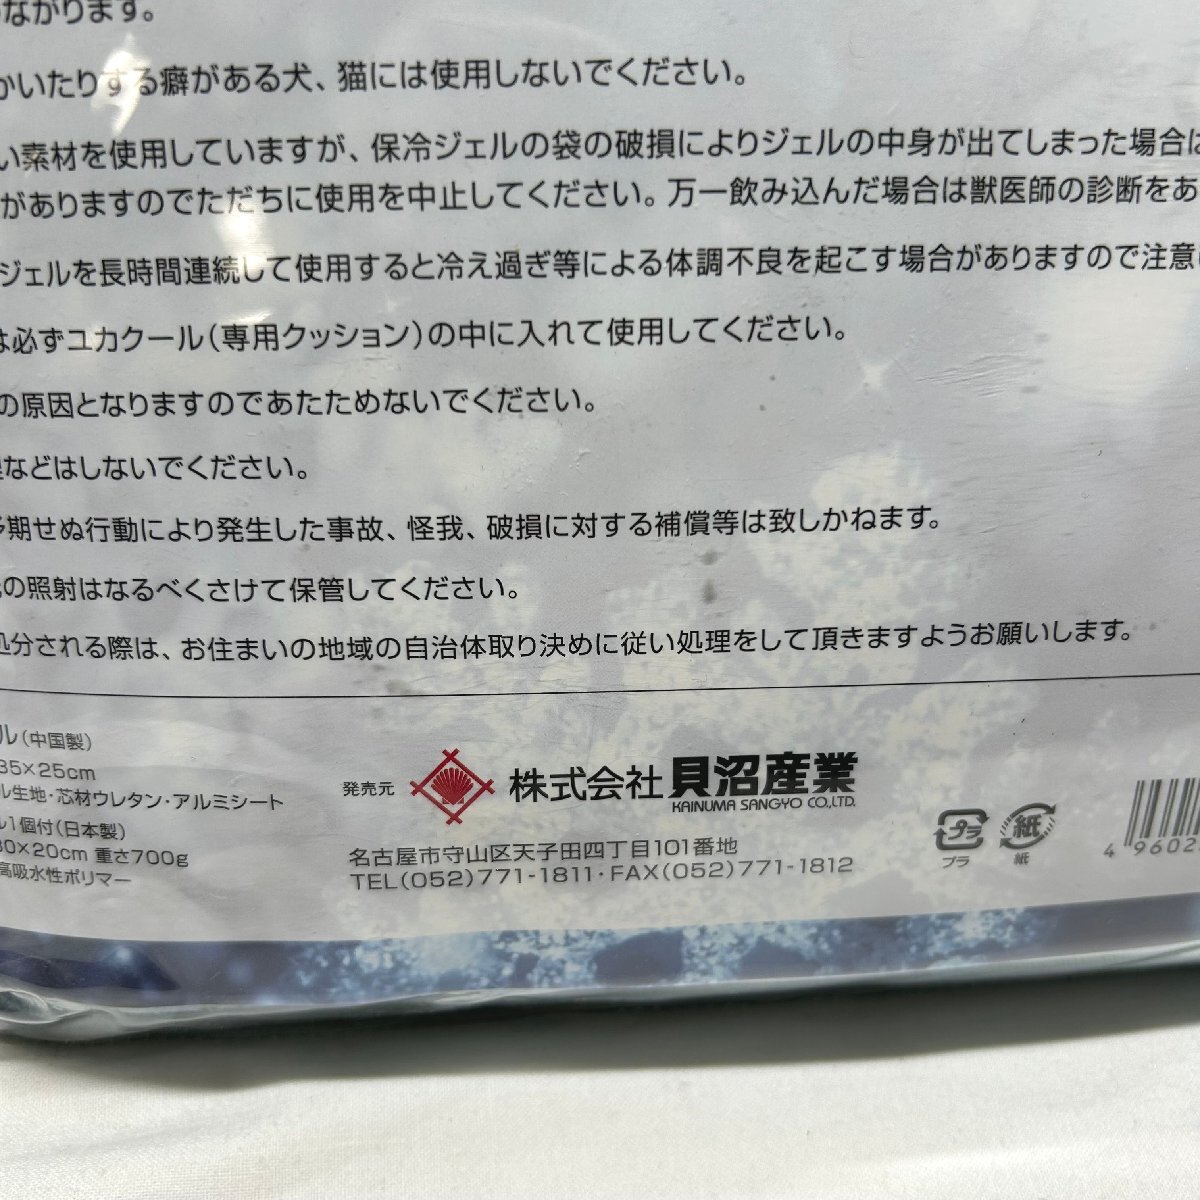 ながります。
かいたりする癖がある犬、猫には使用しないでください。
い素材を使用していますが、保冷ジェルの袋の破損によりジェルの中身が出てしまった場合は
がありますのでただちに使用を中止してください。万一飲み込んだ場合は獣医師の診断をあ
ジェルを長時間連続して使用すると冷え過ぎ等による体調不良を起こす場合がありますので注意
は必ずユカクール(専用クッション)の中に入れて使用してください。
の原因となりますのであたためないでください。
などはしないでください。
予期せぬ行動により発生した事故、怪我、破損に対する補償等は致しかねます。
の照射はなるべくさけて保管してください。
処分される際は、お住まいの地域の自治体取り決めに従い処理をして頂きますようお願いします。
ル(中国製)
35×25cm
ル生地・芯材ウレタン・アルミシート
ル1個付(日本製)
30×20cm 重さ700g
高吸水性ポリマー
発売元 株式会社 貝沼産業
KAINUMA SANGYO CO.,LTD.
名古屋市守山区天子田四丁目101番地
TEL(052)771-1811・FAX(052)771-1812
プラ
プラ
紙
紙
4 9602